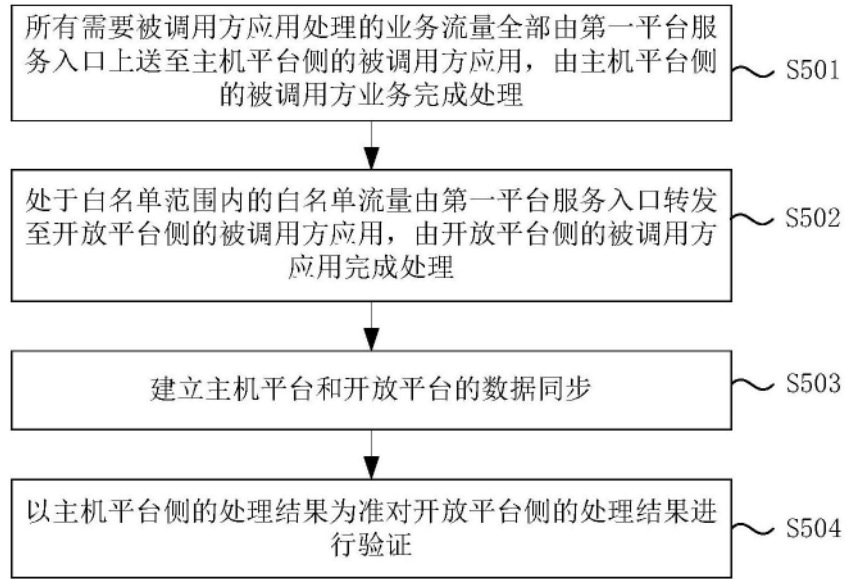 所有需要被调用方应用处理的业务流量全部由第一平台服
务入口上送至主机平台侧的被调用方应用，由主机平台侧
的被调用方业务完成处理
S501
处于白名单范围内的白名单流量由第一平台服务入口转发
至开放平台侧的被调用方应用，由开放平台侧的被调用方
应用完成处理
S502
建立主机平台和开放平台的数据同步
S503
以主机平台侧的处理结果为准对开放平台侧的处理结果进
行验证
S504